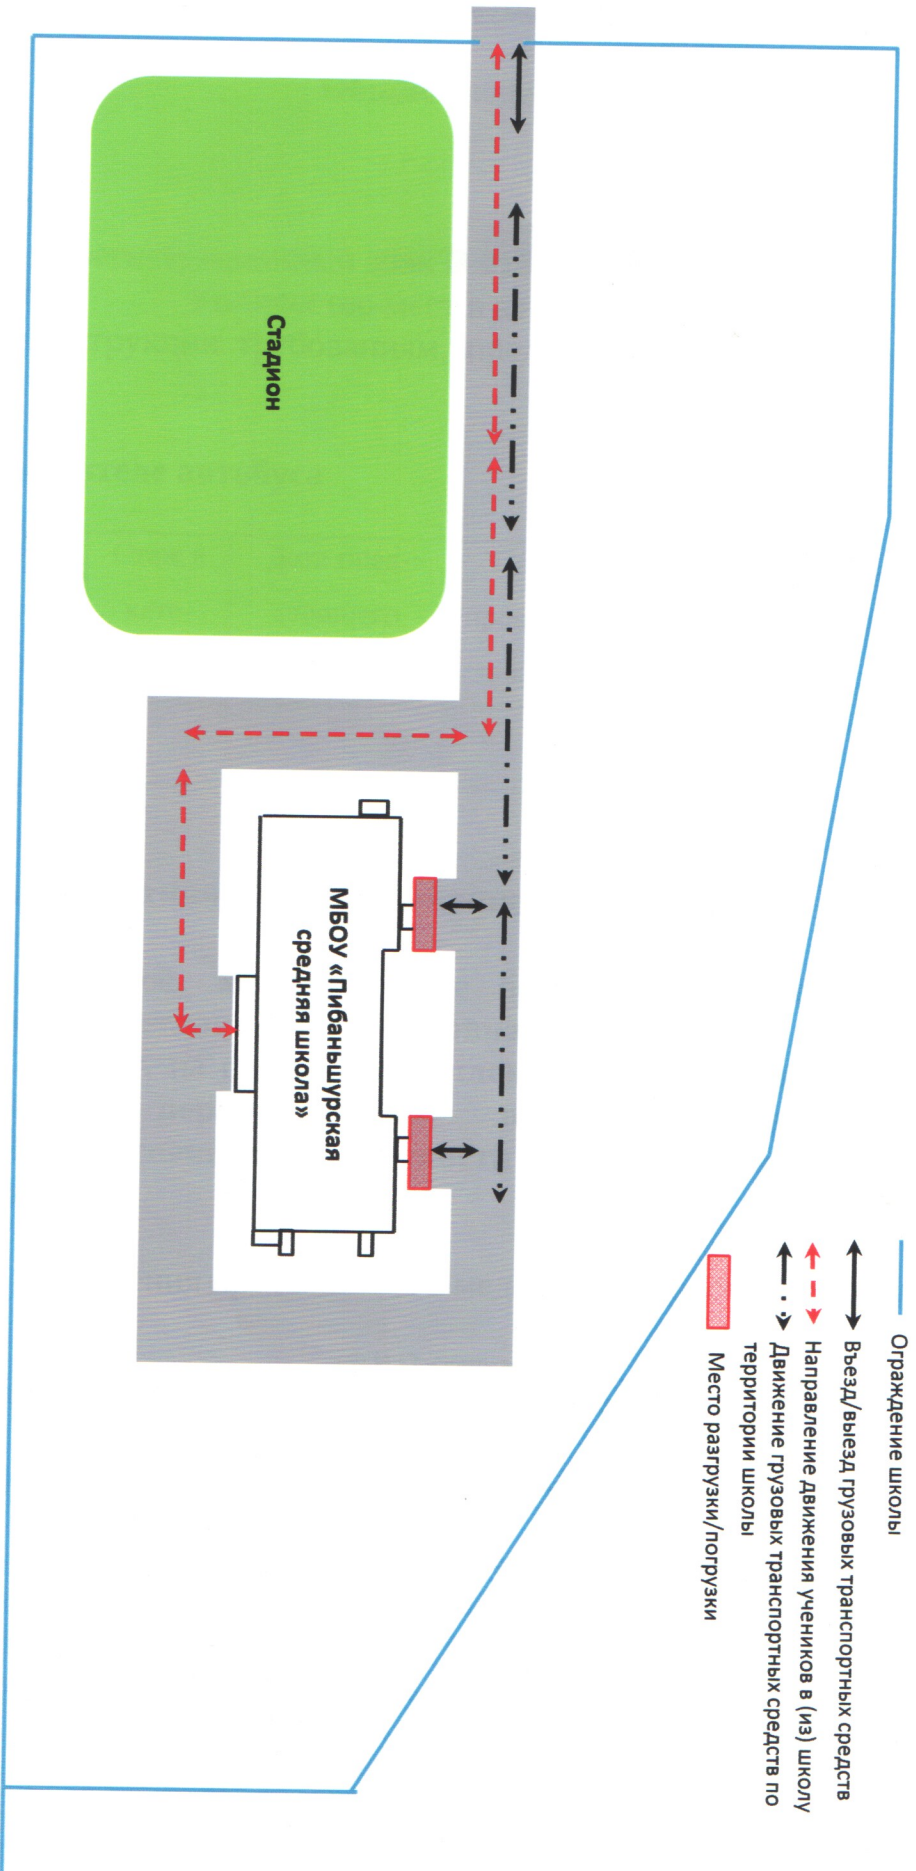 Ограждение школы
Въезд/выезд грузовых транспортных средств
Направление движения учеников в (из) школу
Движение грузовых транспортных средств по
территории школы
Место разгрузки/погрузки
Стадион
МБОУ «Пибаньшурская
средняя школа»